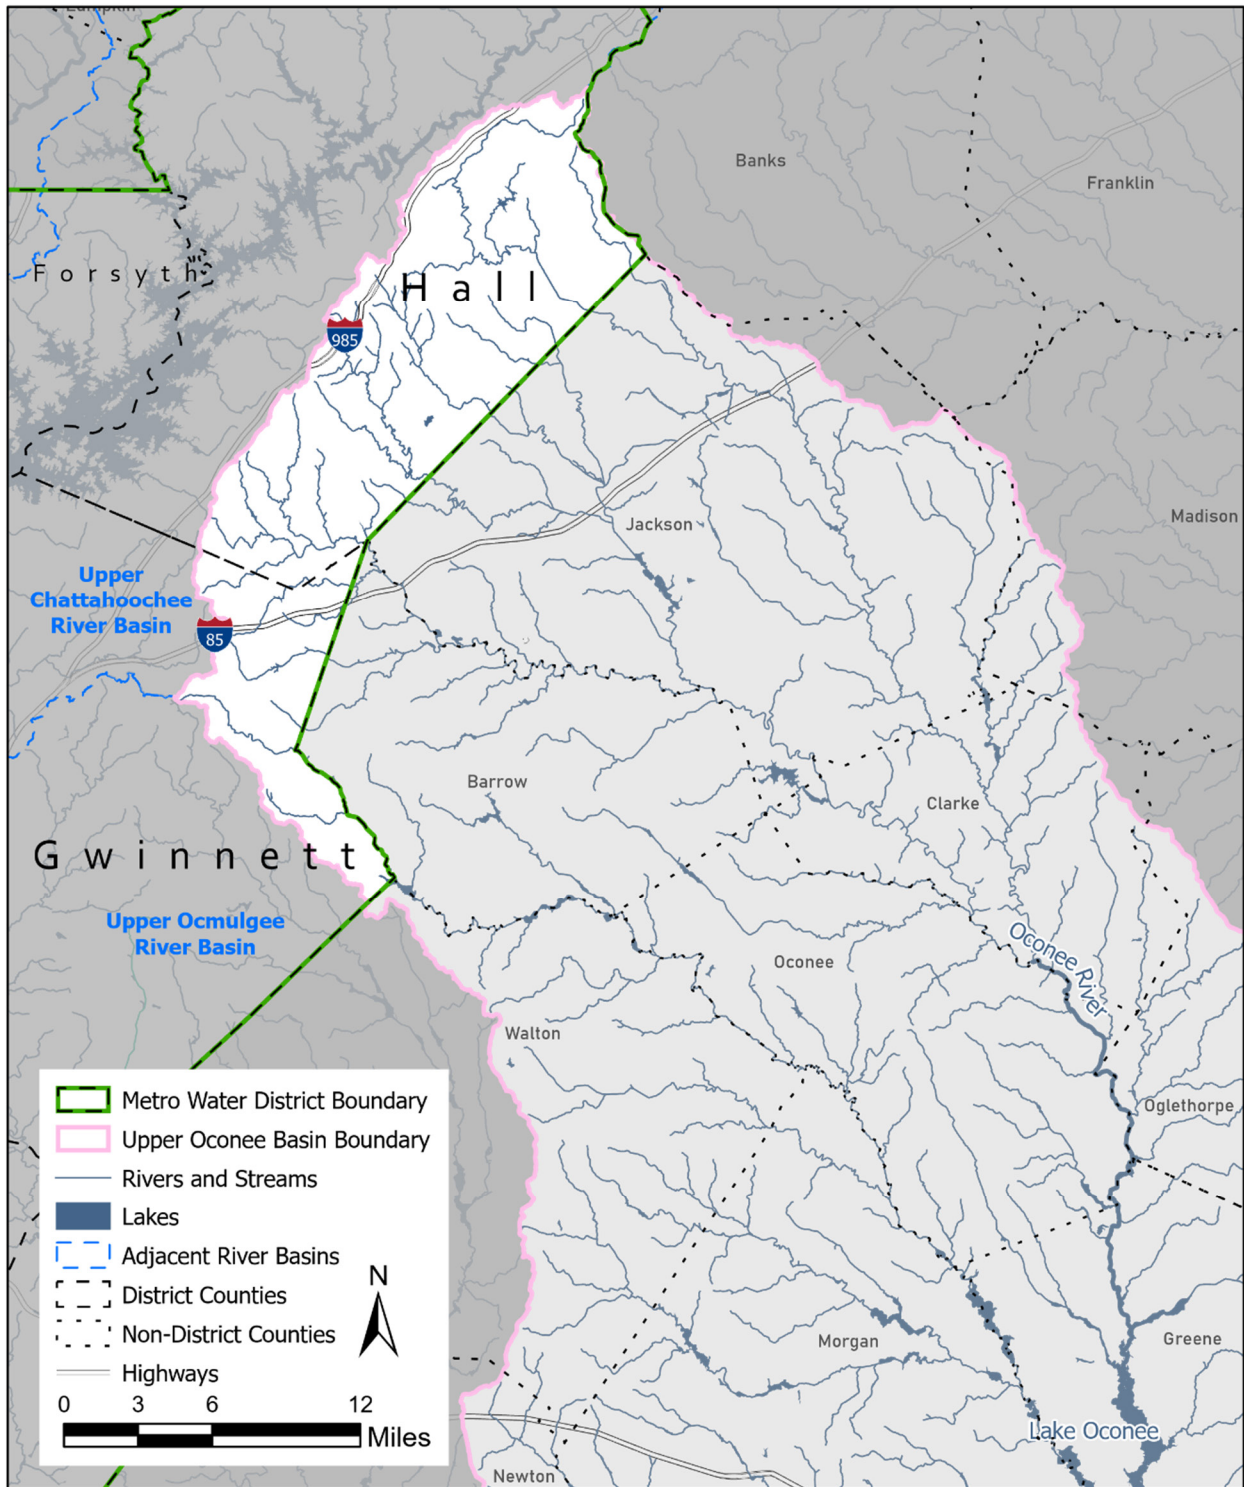 Lumpkin
Banks
Franklin
Forsyth
Hall
985
Jackson
Madison
Upper
Chattahoochee
River Basin
85
Barrow
Clarke
Gwinnett
Upper Ocmulgee
River Basin
Oconee River
Oconee
Walton
Oglethorpe
Metro Water District Boundary
Upper Oconee Basin Boundary
Rivers and Streams
Lakes
Adjacent River Basins
District Counties
Non-District Counties
Highways
N
0 3 6 12
Miles
Morgan
Greene
Lake Oconee
Newton